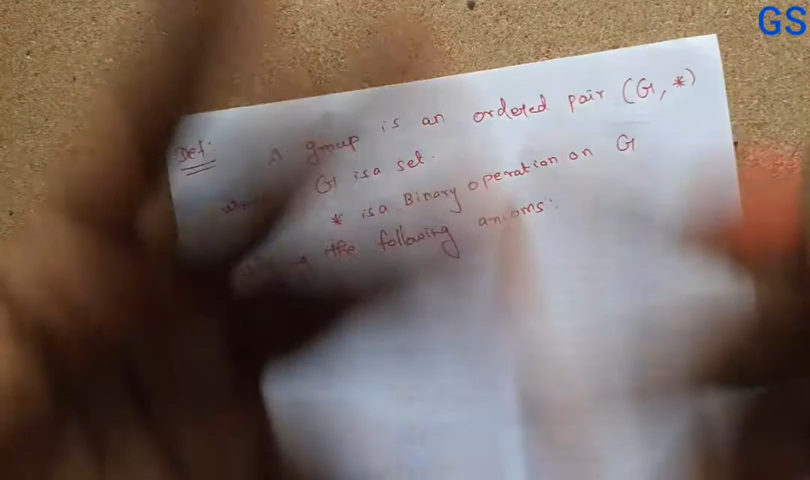 GS
Def: A group is an ordered pair (G, *)
G is a set.
* is a Binary operation on G
the following axioms: